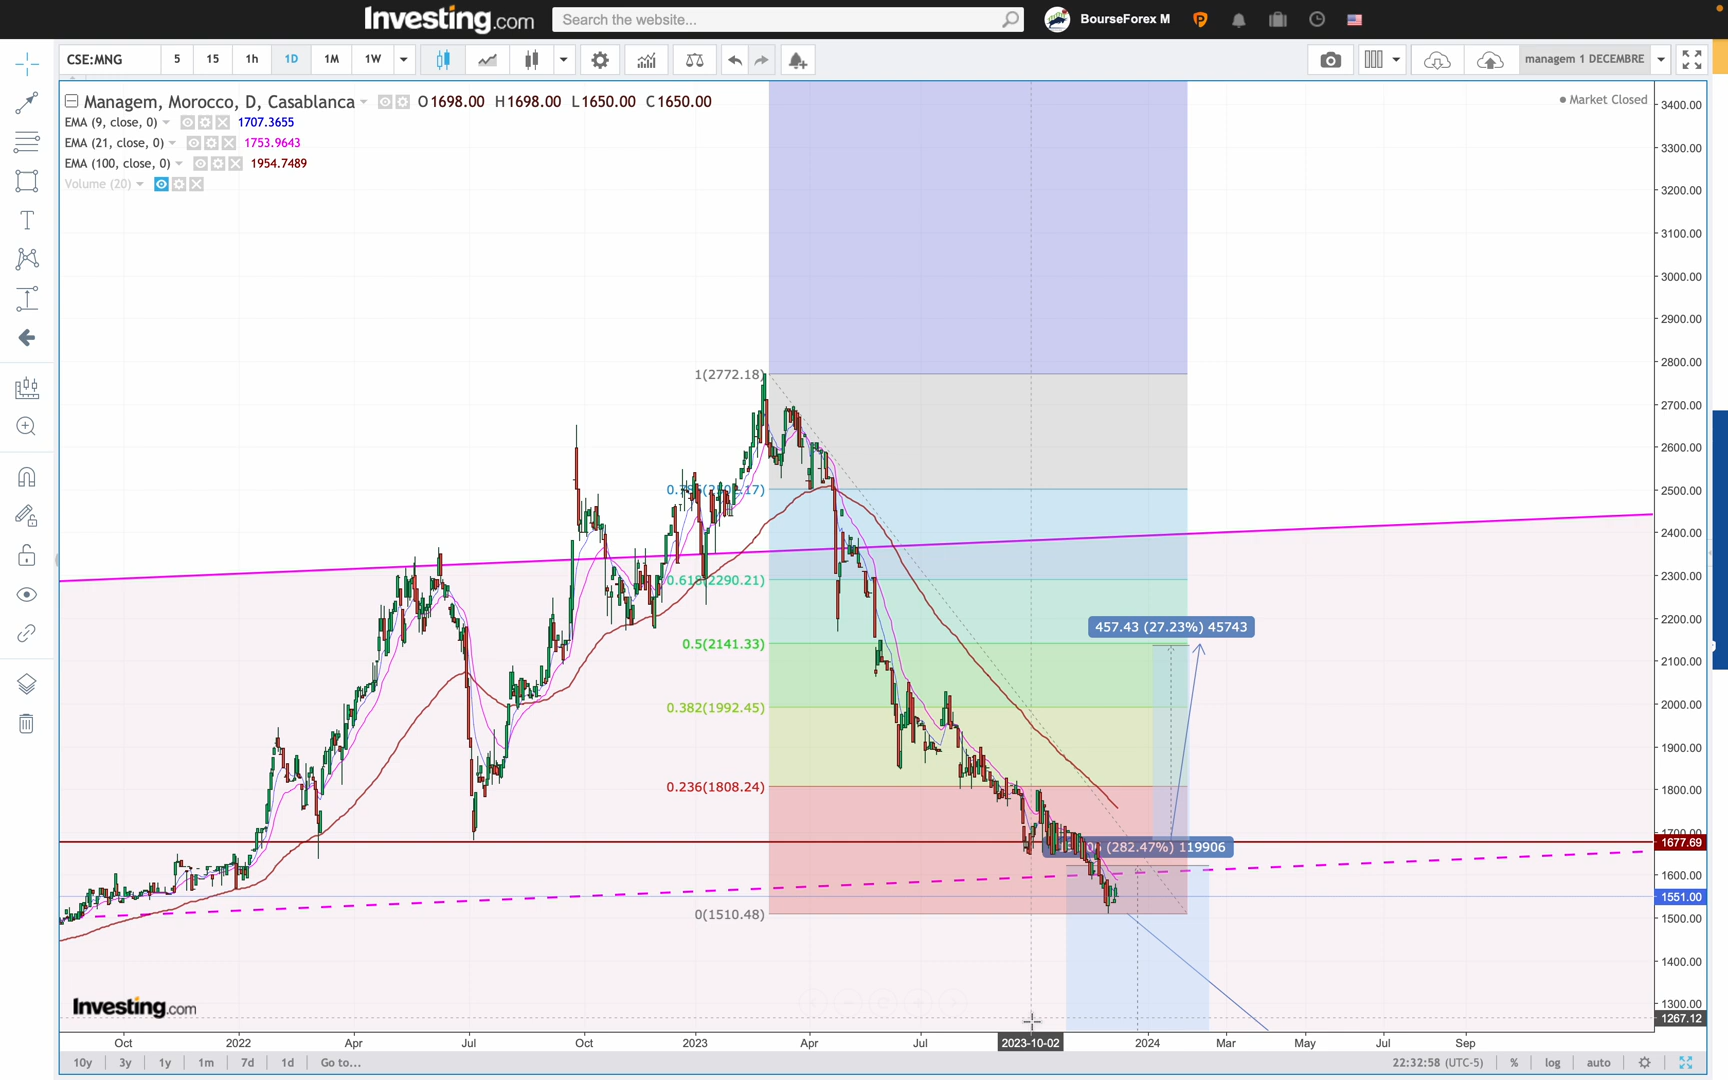 Investing.com
Search the website...
BourseForex M
CSE:MNG 5 15 1h 1D 1M 1W
managem 1 DECEMBRE
Managem, Morocco, D, Casablanca O1698.00 H1698.00 L1650.00 C1650.00
Market Closed
EMA (9, close, 0) 1707.3655
EMA (21, close, 0) 1753.9643
EMA (100, close, 0) 1954.7489
Volume (20)
3400.00
3300.00
3200.00
3100.00
3000.00
2900.00
2800.00
2700.00
2600.00
2500.00
2400.00
2300.00
2200.00
2100.00
2000.00
1900.00
1800.00
1700.00
1677.69
1600.00
1551.00
1500.00
1400.00
1300.00
1267.12
1(2772.18)
0.618(2290.21)
0.5(2141.33)
457.43 (27.23%) 45743
0.382(1992.45)
0.236(1808.24)
(282.47%) 119906
0(1510.48)
Investing.com
Oct 2022 Apr Jul Oct 2023 Apr Jul 2023-10-02 2024 Mar May Jul Sep
10y 3y 1y 1m 7d 1d Go to...
22:32:58 (UTC-5) % log auto